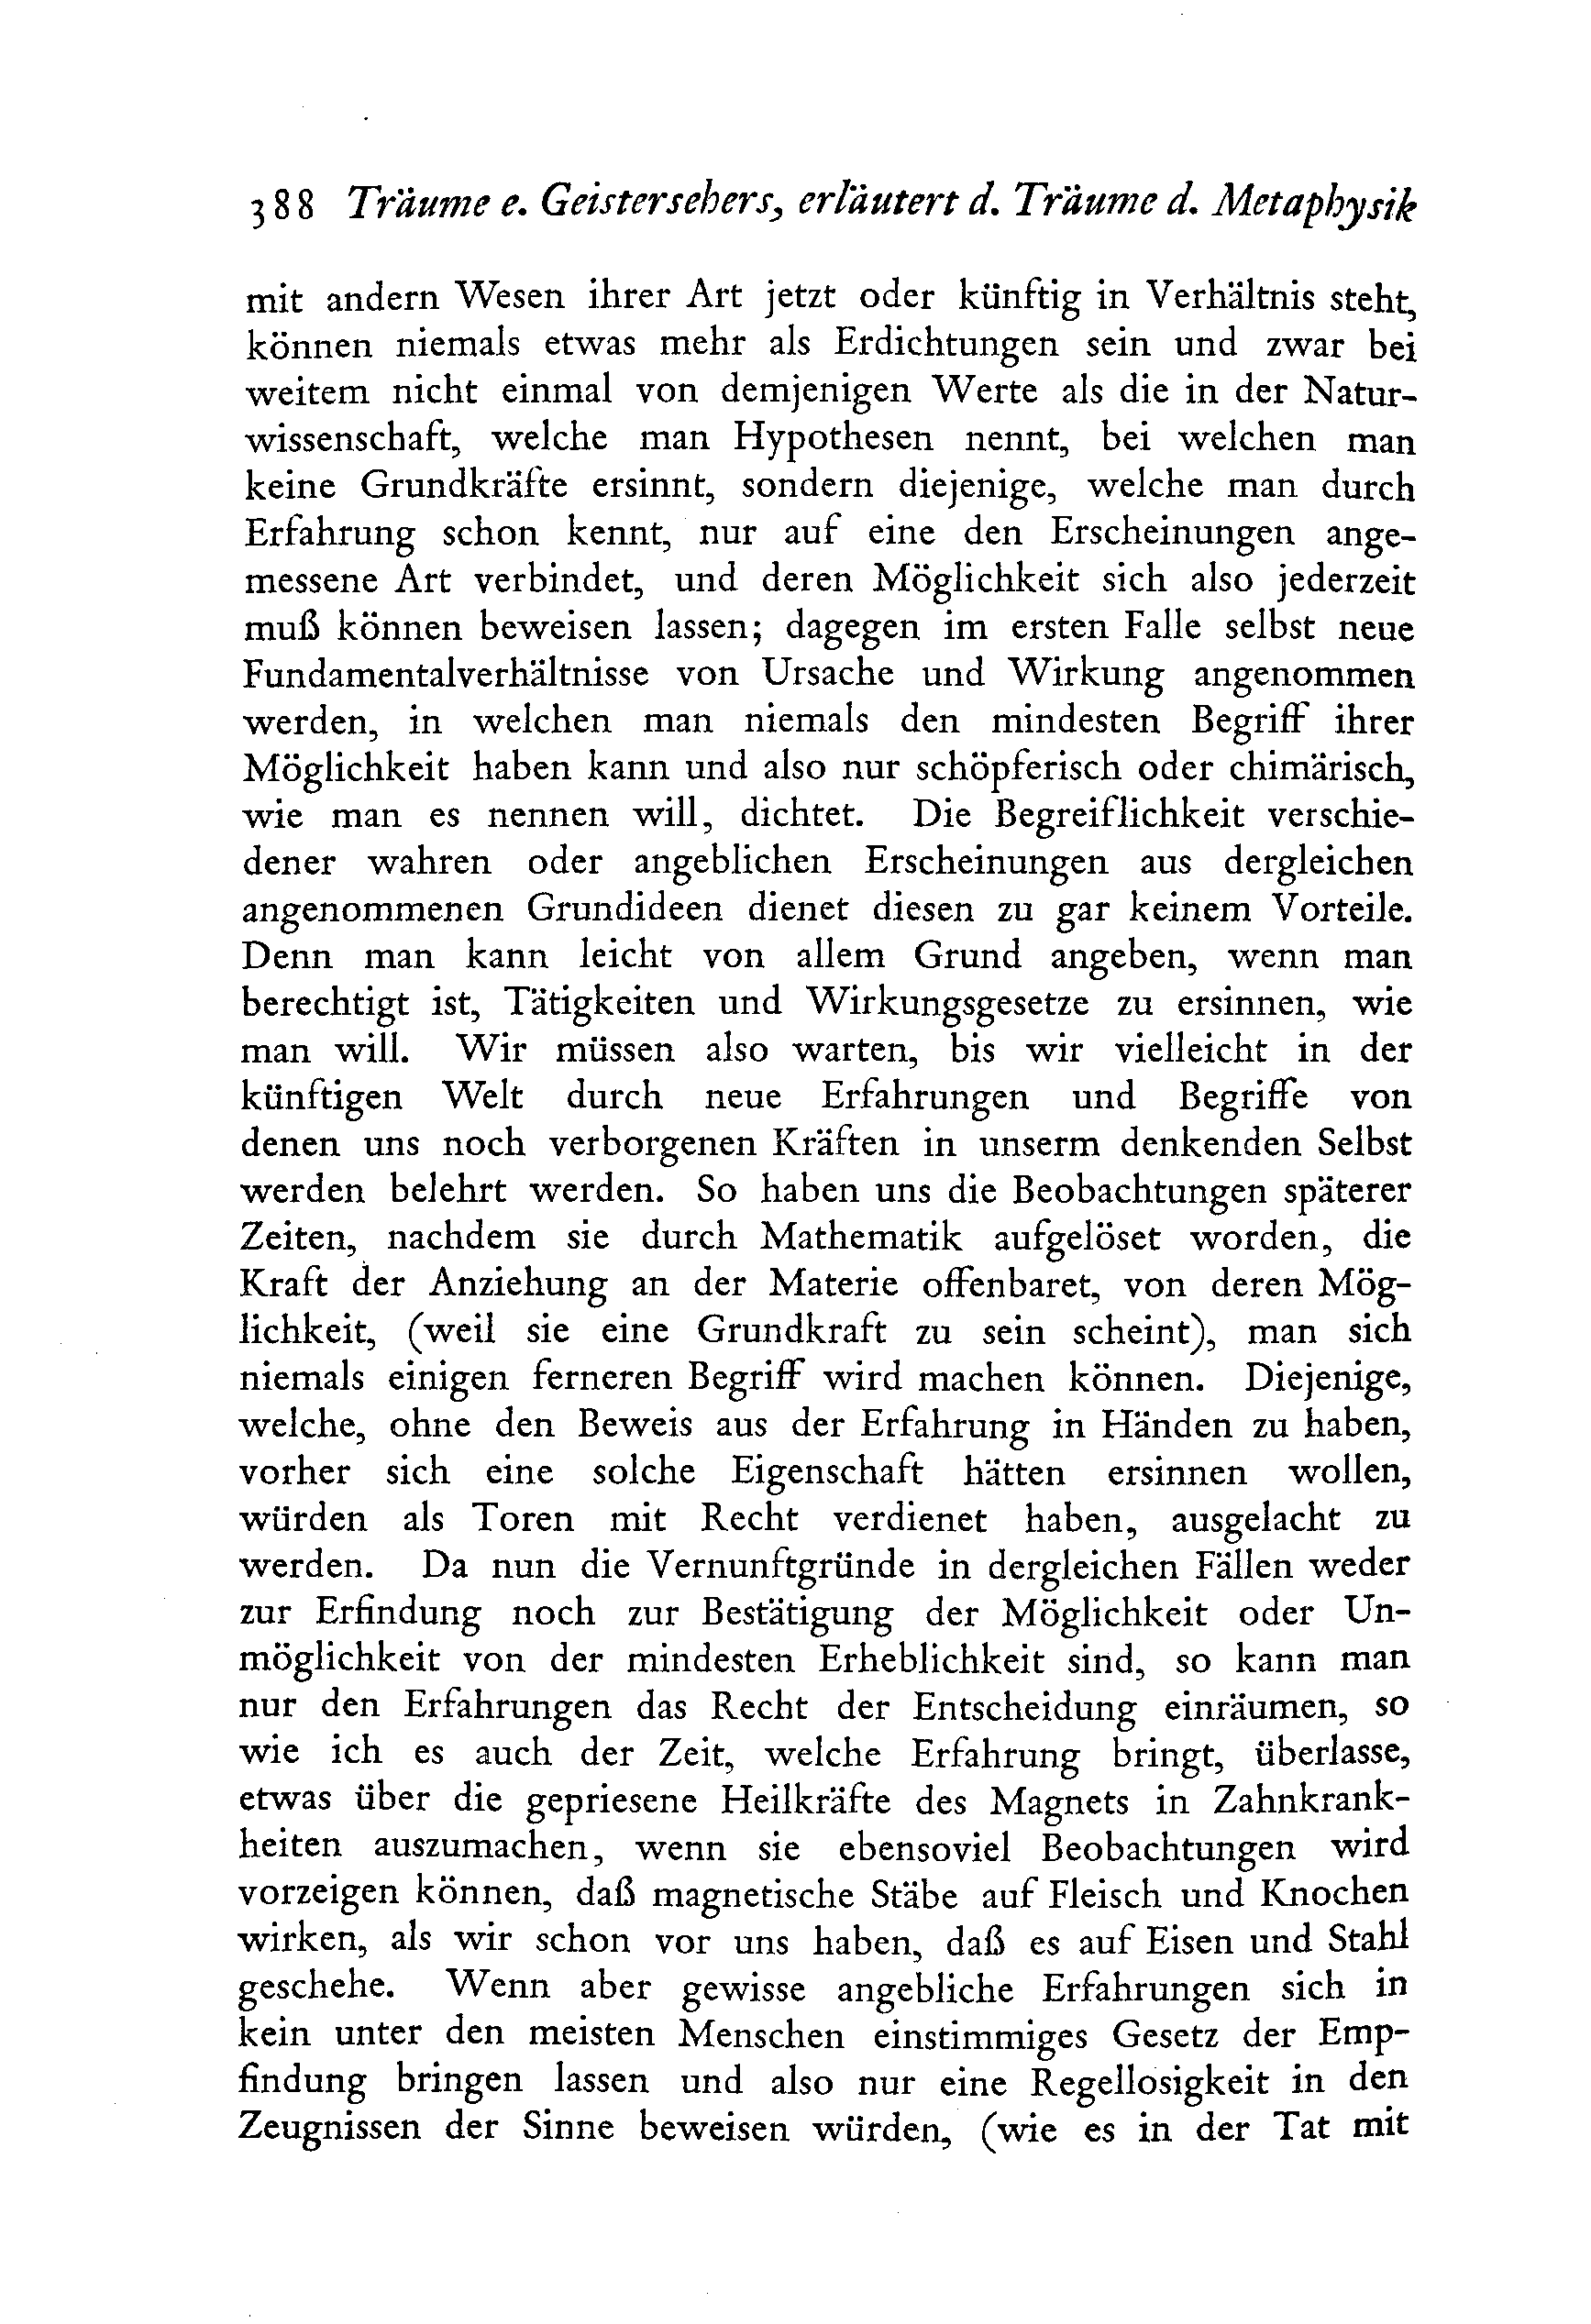 388 Träume e. Geistersehers, erläutert d. Träume d. Metaphysik
mit andern Wesen ihrer Art jetzt oder künftig in Verhältnis steht,
können niemals etwas mehr als Erdichtungen sein und zwar bei
weitem nicht einmal von demjenigen Werte als die in der Natur-
wissenschaft, welche man Hypothesen nennt, bei welchen man
keine Grundkräfte ersinnt, sondern diejenige, welche man durch
Erfahrung schon kennt, nur auf eine den Erscheinungen ange-
messene Art verbindet, und deren Möglichkeit sich also jederzeit
muß können beweisen lassen; dagegen im ersten Falle selbst neue
Fundamentalverhältnisse von Ursache und Wirkung angenommen
werden, in welchen man niemals den mindesten Begriff ihrer
Möglichkeit haben kann und also nur schöpferisch oder chimärisch,
wie man es nennen will, dichtet. Die Begreiflichkeit verschie-
dener wahren oder angeblichen Erscheinungen aus dergleichen
angenommenen Grundideen dienet diesen zu gar keinem Vorteile.
Denn man kann leicht von allem Grund angeben, wenn man
berechtigt ist, Tätigkeiten und Wirkungsgesetze zu ersinnen, wie
man will. Wir müssen also warten, bis wir vielleicht in der
künftigen Welt durch neue Erfahrungen und Begriffe von
denen uns noch verborgenen Kräften in unserm denkenden Selbst
werden belehrt werden. So haben uns die Beobachtungen späterer
Zeiten, nachdem sie durch Mathematik aufgelöset worden, die
Kraft der Anziehung an der Materie offenbaret, von deren Mög-
lichkeit, (weil sie eine Grundkraft zu sein scheint), man sich
niemals einigen ferneren Begriff wird machen können. Diejenige,
welche, ohne den Beweis aus der Erfahrung in Händen zu haben,
vorher sich eine solche Eigenschaft hätten ersinnen wollen,
würden als Toren mit Recht verdienet haben, ausgelacht zu
werden. Da nun die Vernunftgründe in dergleichen Fällen weder
zur Erfindung noch zur Bestätigung der Möglichkeit oder Un-
möglichkeit von der mindesten Erheblichkeit sind, so kann man
nur den Erfahrungen das Recht der Entscheidung einräumen, so
wie ich es auch der Zeit, welche Erfahrung bringt, überlasse,
etwas über die gepriesene Heilkräfte des Magnets in Zahnkrank-
heiten auszumachen, wenn sie ebensoviel Beobachtungen wird
vorzeigen können, daß magnetische Stäbe auf Fleisch und Knochen
wirken, als wir schon vor uns haben, daß es auf Eisen und Stahl
geschehe. Wenn aber gewisse angebliche Erfahrungen sich in
kein unter den meisten Menschen einstimmiges Gesetz der Emp-
findung bringen lassen und also nur eine Regellosigkeit in den
Zeugnissen der Sinne beweisen würden, (wie es in der Tat mit